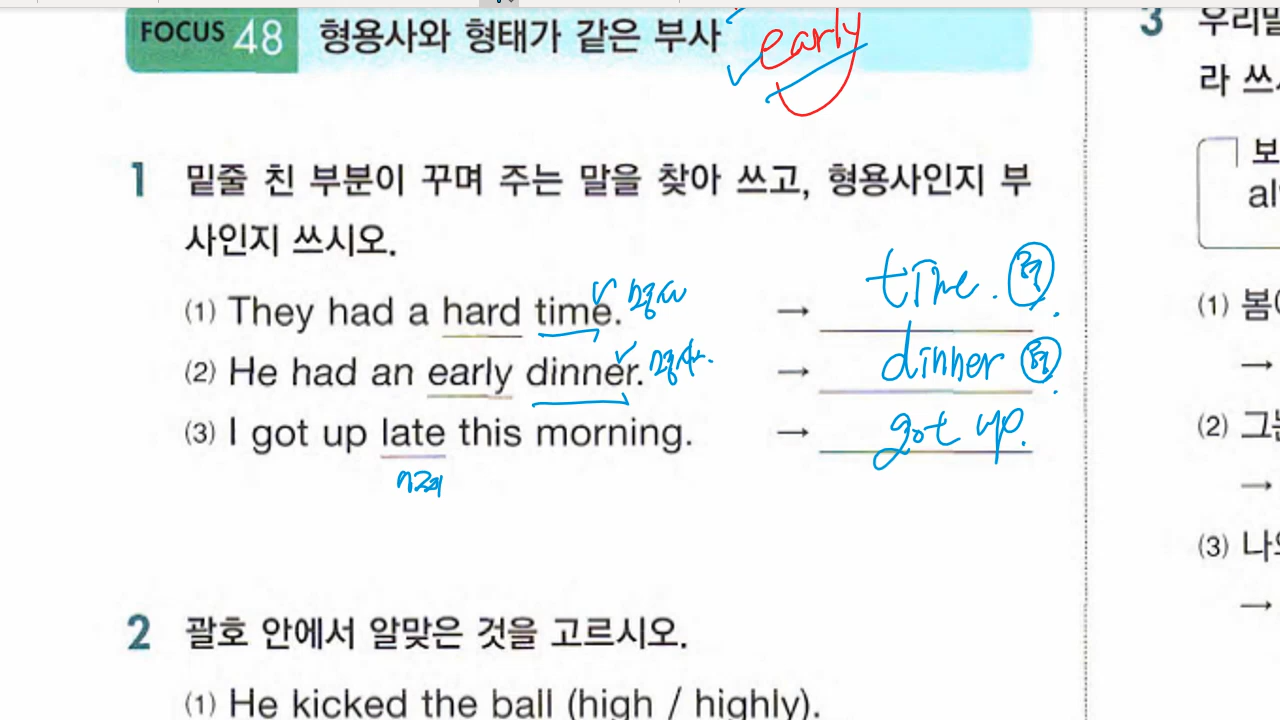 FOCUS 48 형용사와 형태가 같은 부사 early
1 밑줄 친 부분이 꾸며 주는 말을 찾아 쓰고, 형용사인지 부
사인지 쓰시오.
(1) They had a hard time. 명사 → time. 형
(2) He had an early dinner. 명사. → dinner 형
(3) I got up late this morning. → got up.
늦게
2 괄호 안에서 알맞은 것을 고르시오.
(1) He kicked the ball (high / highly).
3
라 쓰
보
al
(1) 봄
→
(2) 그는
→
(3) 나
→